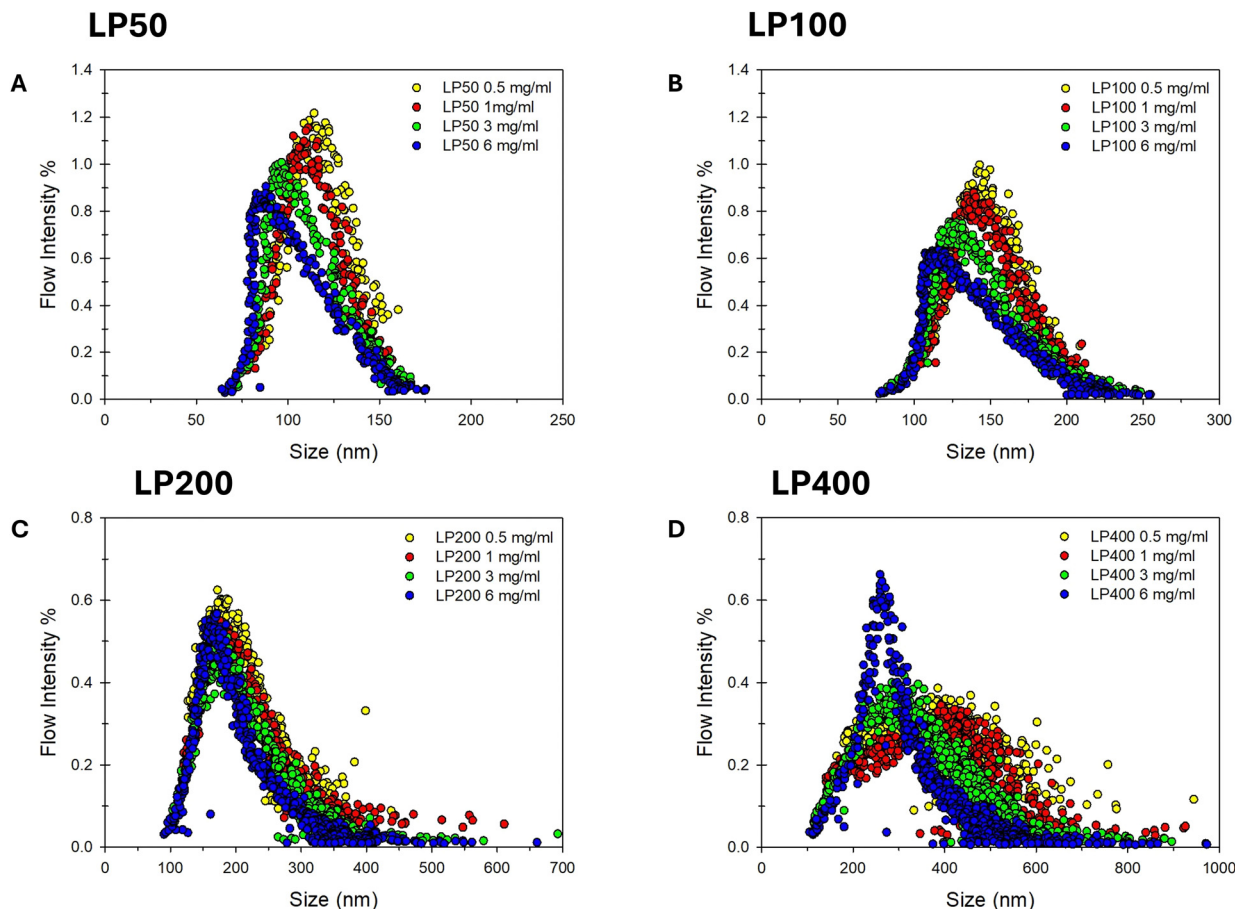 LP50
A
1.4
1.2
1.0
0.8
0.6
0.4
0.2
0.0
Flow Intensity %
LP50 0.5 mg/ml
LP50 1mg/ml
LP50 3 mg/ml
LP50 6 mg/ml
0 50 100 150 200 250
Size (nm)
LP100
B
1.4
1.2
1.0
0.8
0.6
0.4
0.2
0.0
Flow Intensity %
LP100 0.5 mg/ml
LP100 1 mg/ml
LP100 3 mg/ml
LP100 6 mg/ml
0 50 100 150 200 250 300
Size (nm)
LP200
C
0.8
0.6
0.4
0.2
0.0
Flow Intensity %
LP200 0.5 mg/ml
LP200 1 mg/ml
LP200 3 mg/ml
LP200 6 mg/ml
0 100 200 300 400 500 600 700
Size (nm)
LP400
D
0.8
0.6
0.4
0.2
0.0
Flow Intensity %
LP400 0.5 mg/ml
LP400 1 mg/ml
LP400 3 mg/ml
LP400 6 mg/ml
0 200 400 600 800 1000
Size (nm)